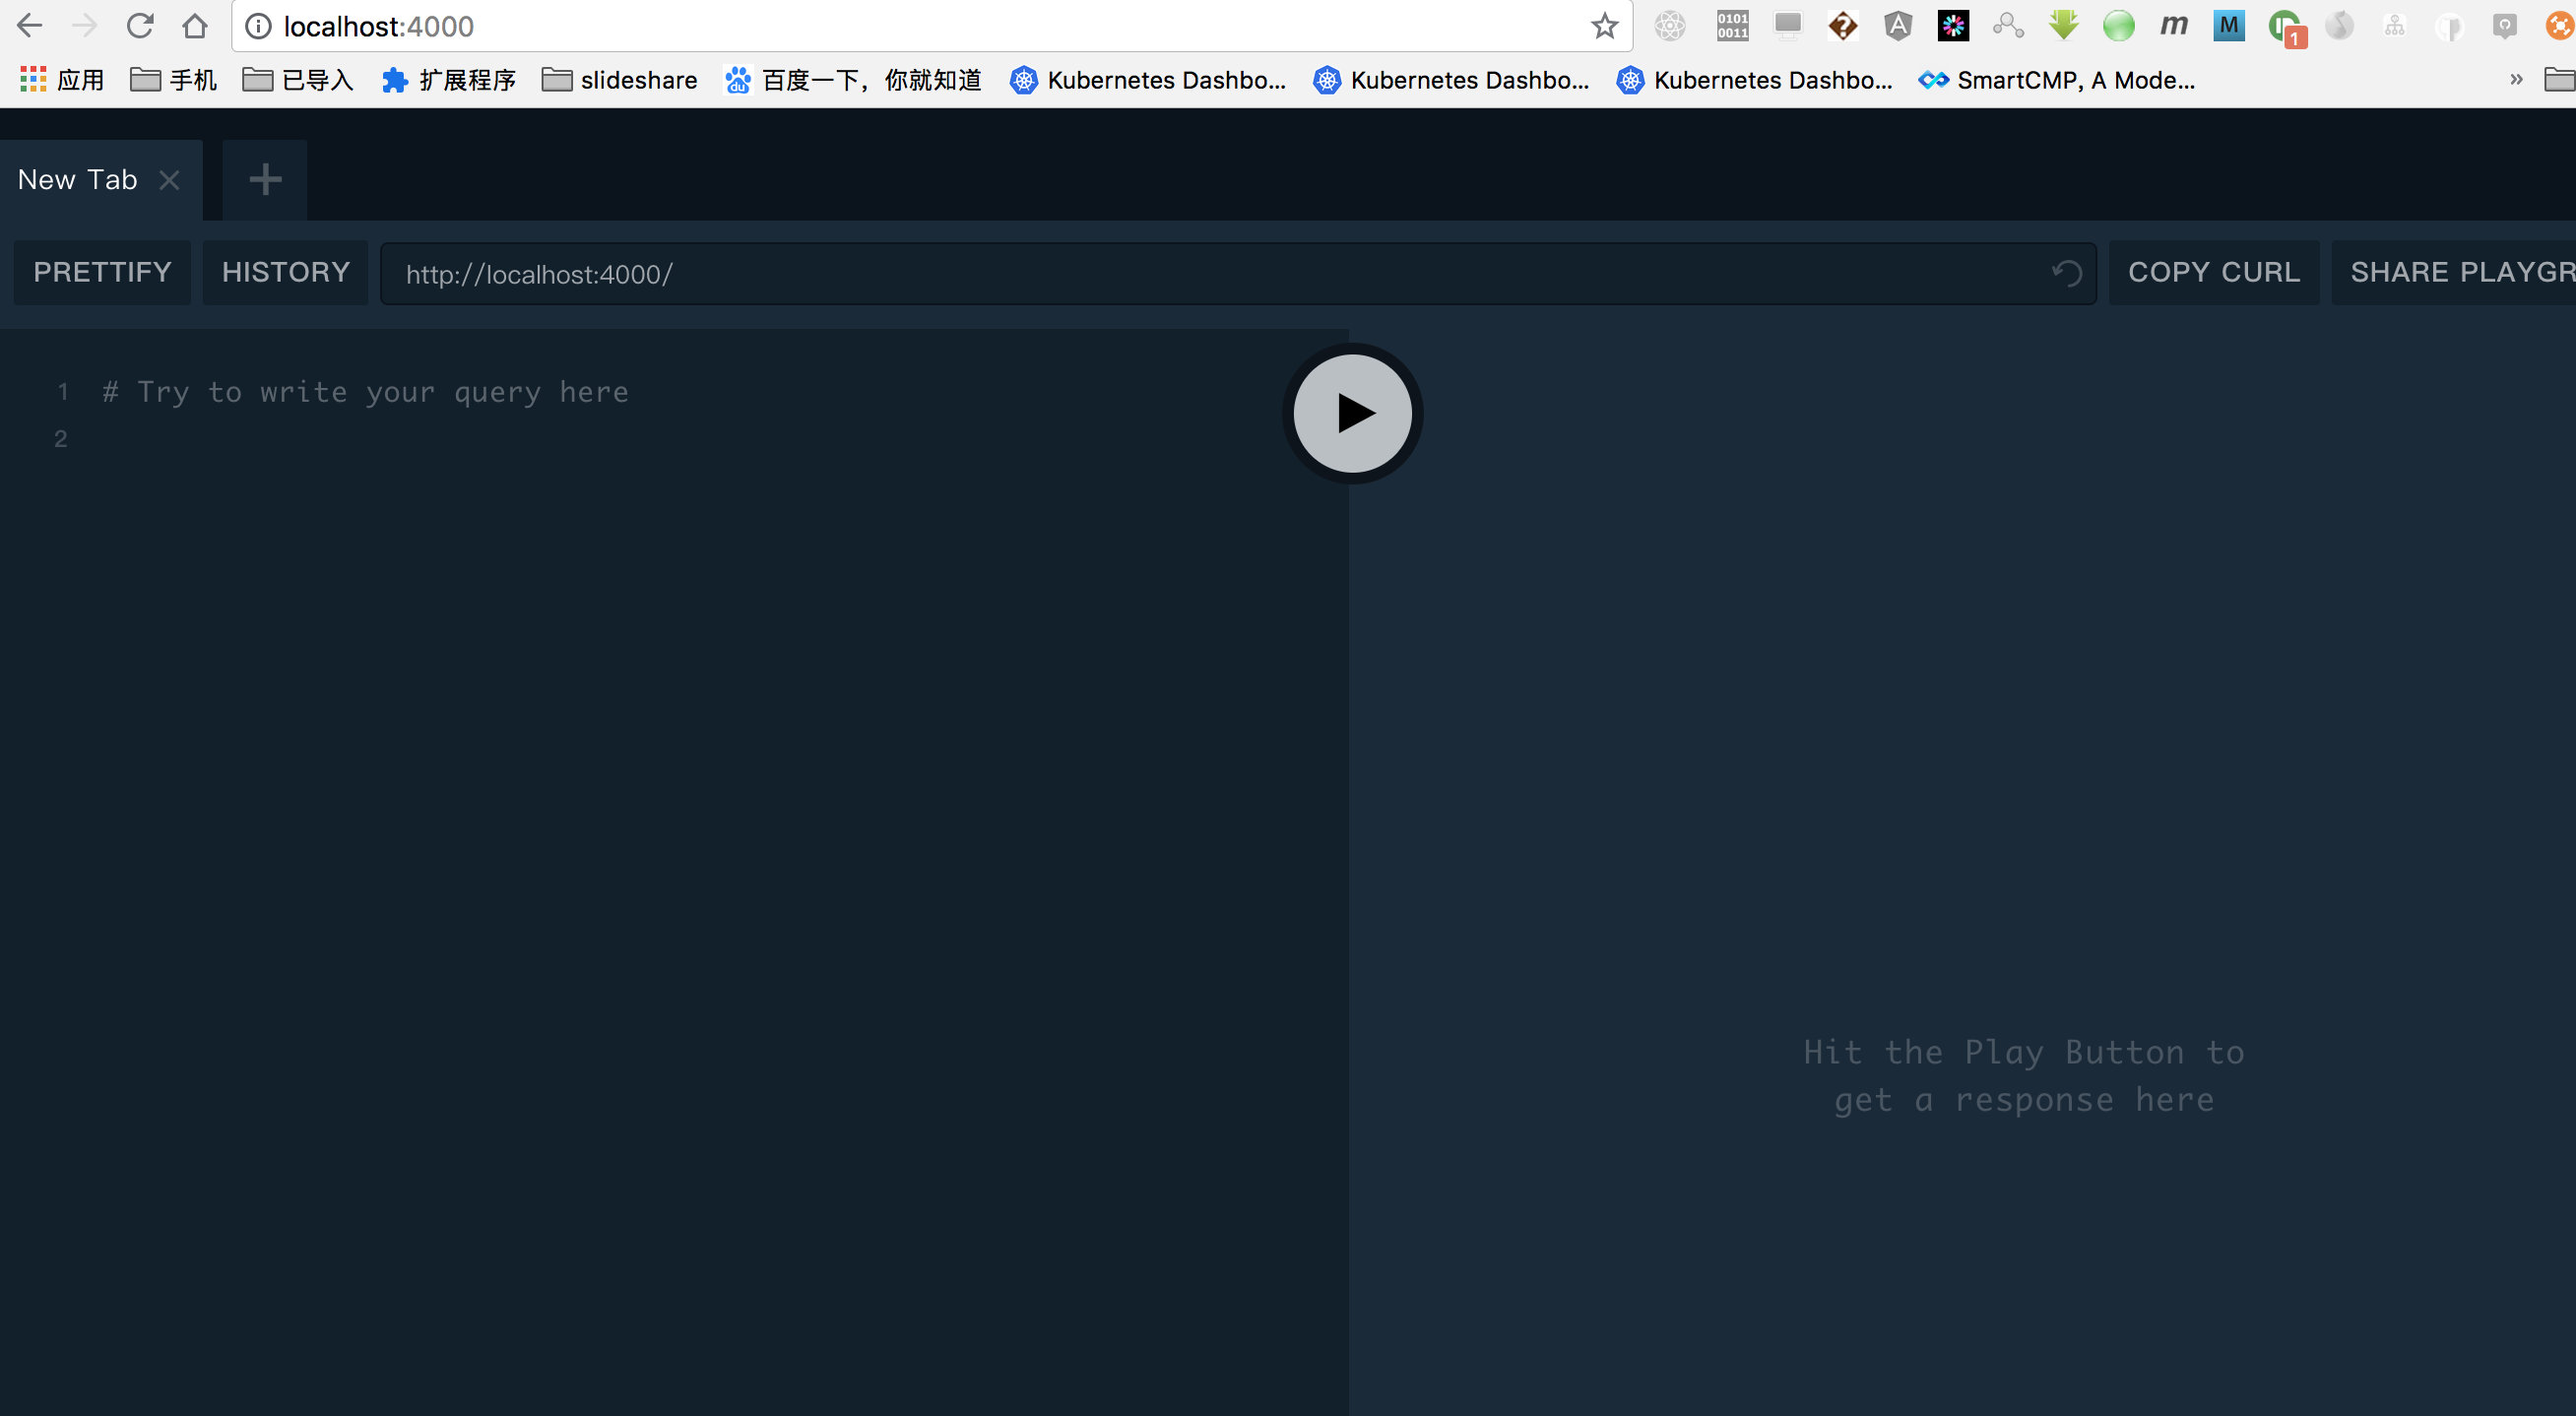 localhost:4000
0101
0011
m
M
1
应用 手机 已导入 扩展程序 slideshare 百度一下，你就知道 Kubernetes Dashbo... Kubernetes Dashbo... Kubernetes Dashbo... SmartCMP, A Mode... »
New Tab
PRETTIFY HISTORY http://localhost:4000/ COPY CURL SHARE PLAYGR
1 # Try to write your query here
2
Hit the Play Button to
get a response here